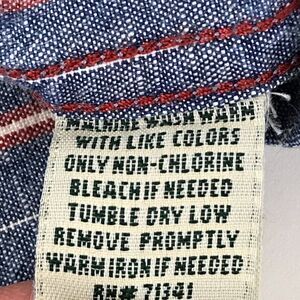 MACHINE WASH WARM
WITH LIKE COLORS
ONLY NON-CHLORINE
BLEACH IF NEEDED
TUMBLE DRY LOW
REMOVE PROMPTLY
WARM IRON IF NEEDED
RN# 71341